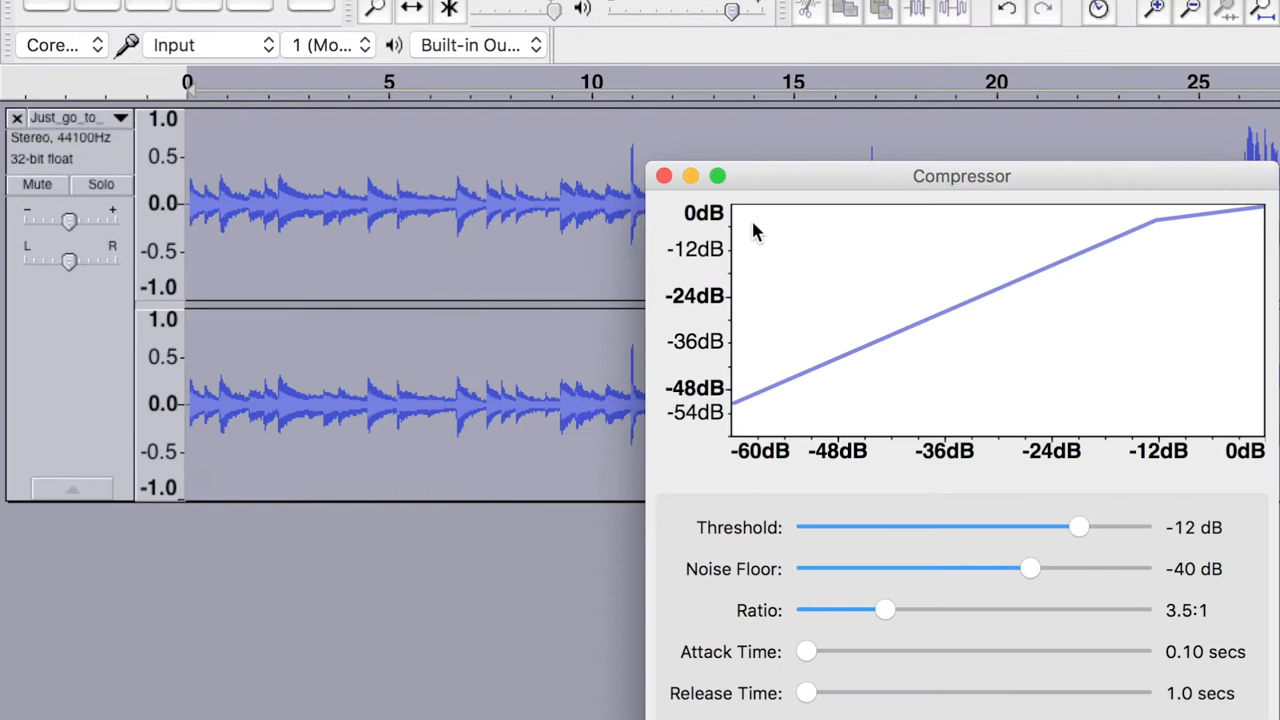 Core... Input 1 (Mo... Built-in Ou...
0 5 10 15 20 25
Just_go_to_
Stereo, 44100Hz
32-bit float
Mute Solo
- +
L R
1.0
0.5-
0.0-
-0.5-
-1.0
1.0
0.5-
0.0-
-0.5-
-1.0
Compressor
0dB
-12dB
-24dB
-36dB
-48dB
-54dB
-60dB -48dB -36dB -24dB -12dB 0dB
Threshold: -12 dB
Noise Floor: -40 dB
Ratio: 3.5:1
Attack Time: 0.10 secs
Release Time: 1.0 secs